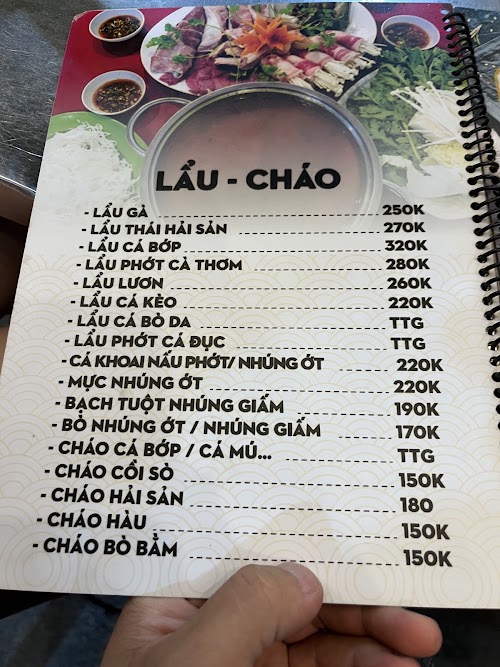 LẨU - CHÁO
- LẨU GÀ 250K
- LẨU THÁI HẢI SẢN 270K
- LẨU CÁ BỚP 320K
- LẨU PHỚT CÀ THƠM 280K
- LẨU LƯƠN 260K
- LẨU CÁ KÈO 220K
- LẨU CÁ BÒ DA TTG
- LẨU PHỚT CÁ ĐỤC TTG
- CÁ KHOAI NẤU PHỚT/ NHÚNG ỚT 220K
- MỰC NHÚNG ỚT 220K
- BẠCH TUỘT NHÚNG GIẤM 190K
- BÒ NHÚNG ỚT / NHÚNG GIẤM 170K
- CHÁO CÁ BỚP / CÁ MÚ... TTG
- CHÁO CỒI SÒ 150K
- CHÁO HẢI SẢN 180
- CHÁO HÀU 150K
- CHÁO BÒ BẰM 150K